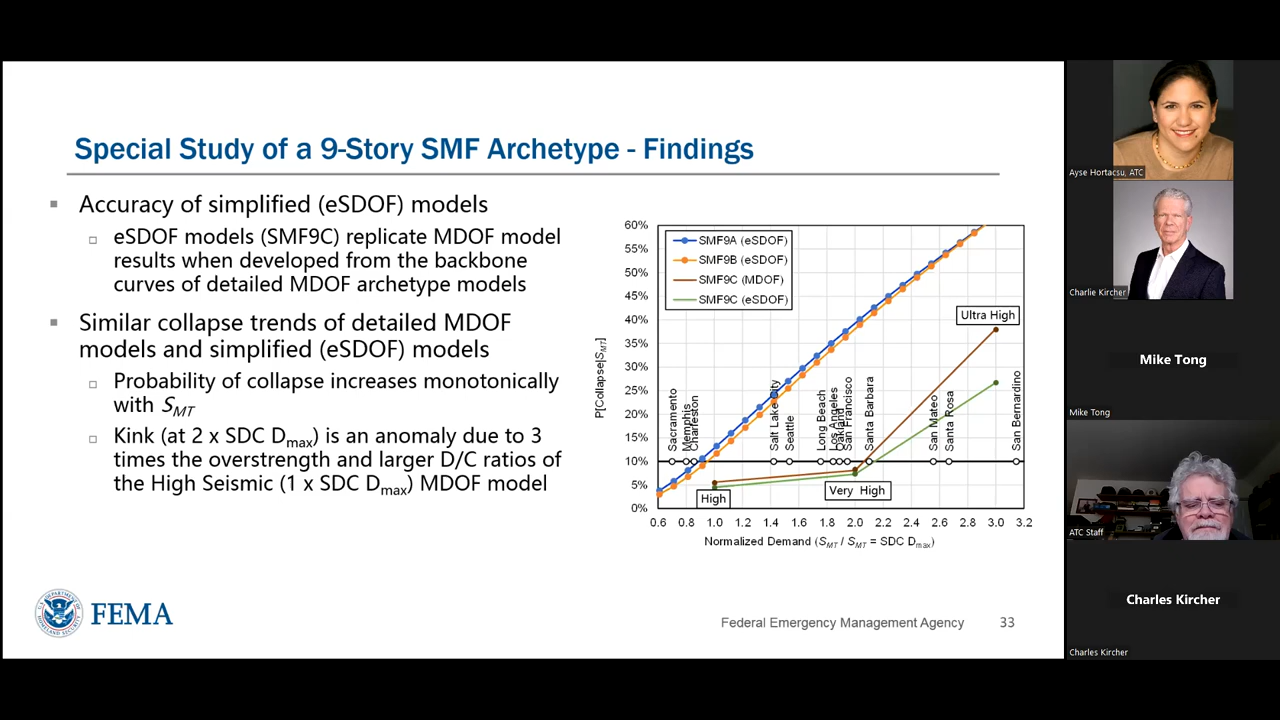 Special Study of a 9-Story SMF Archetype - Findings
▪ Accuracy of simplified (eSDOF) models
□ eSDOF models (SMF9C) replicate MDOF model
results when developed from the backbone
curves of detailed MDOF archetype models
▪ Similar collapse trends of detailed MDOF
models and simplified (eSDOF) models
□ Probability of collapse increases monotonically
with SMT
□ Kink (at 2 x SDC Dmax) is an anomaly due to 3
times the overstrength and larger D/C ratios of
the High Seismic (1 x SDC Dmax) MDOF model
P[Collapse|SMT]
60%
55%
50%
45%
40%
35%
30%
25%
20%
15%
10%
5%
0%
SMF9A (eSDOF)
SMF9B (eSDOF)
SMF9C (MDOF)
SMF9C (eSDOF)
Ultra High
Sacramento
Memphis
Charleston
Salt Lake City
Seattle
Long Beach
Los Angeles
San Francisco
Santa Barbara
San Mateo
Santa Rosa
San Bernardino
High
Very High
0.6 0.8 1.0 1.2 1.4 1.6 1.8 2.0 2.2 2.4 2.6 2.8 3.0 3.2
Normalized Demand (SMT / SMT = SDC Dmax)
FEMA
Federal Emergency Management Agency 33
Ayse Hortacsu, ATC
Charlie Kircher
Mike Tong
Mike Tong
ATC Staff
Charles Kircher
Charles Kircher